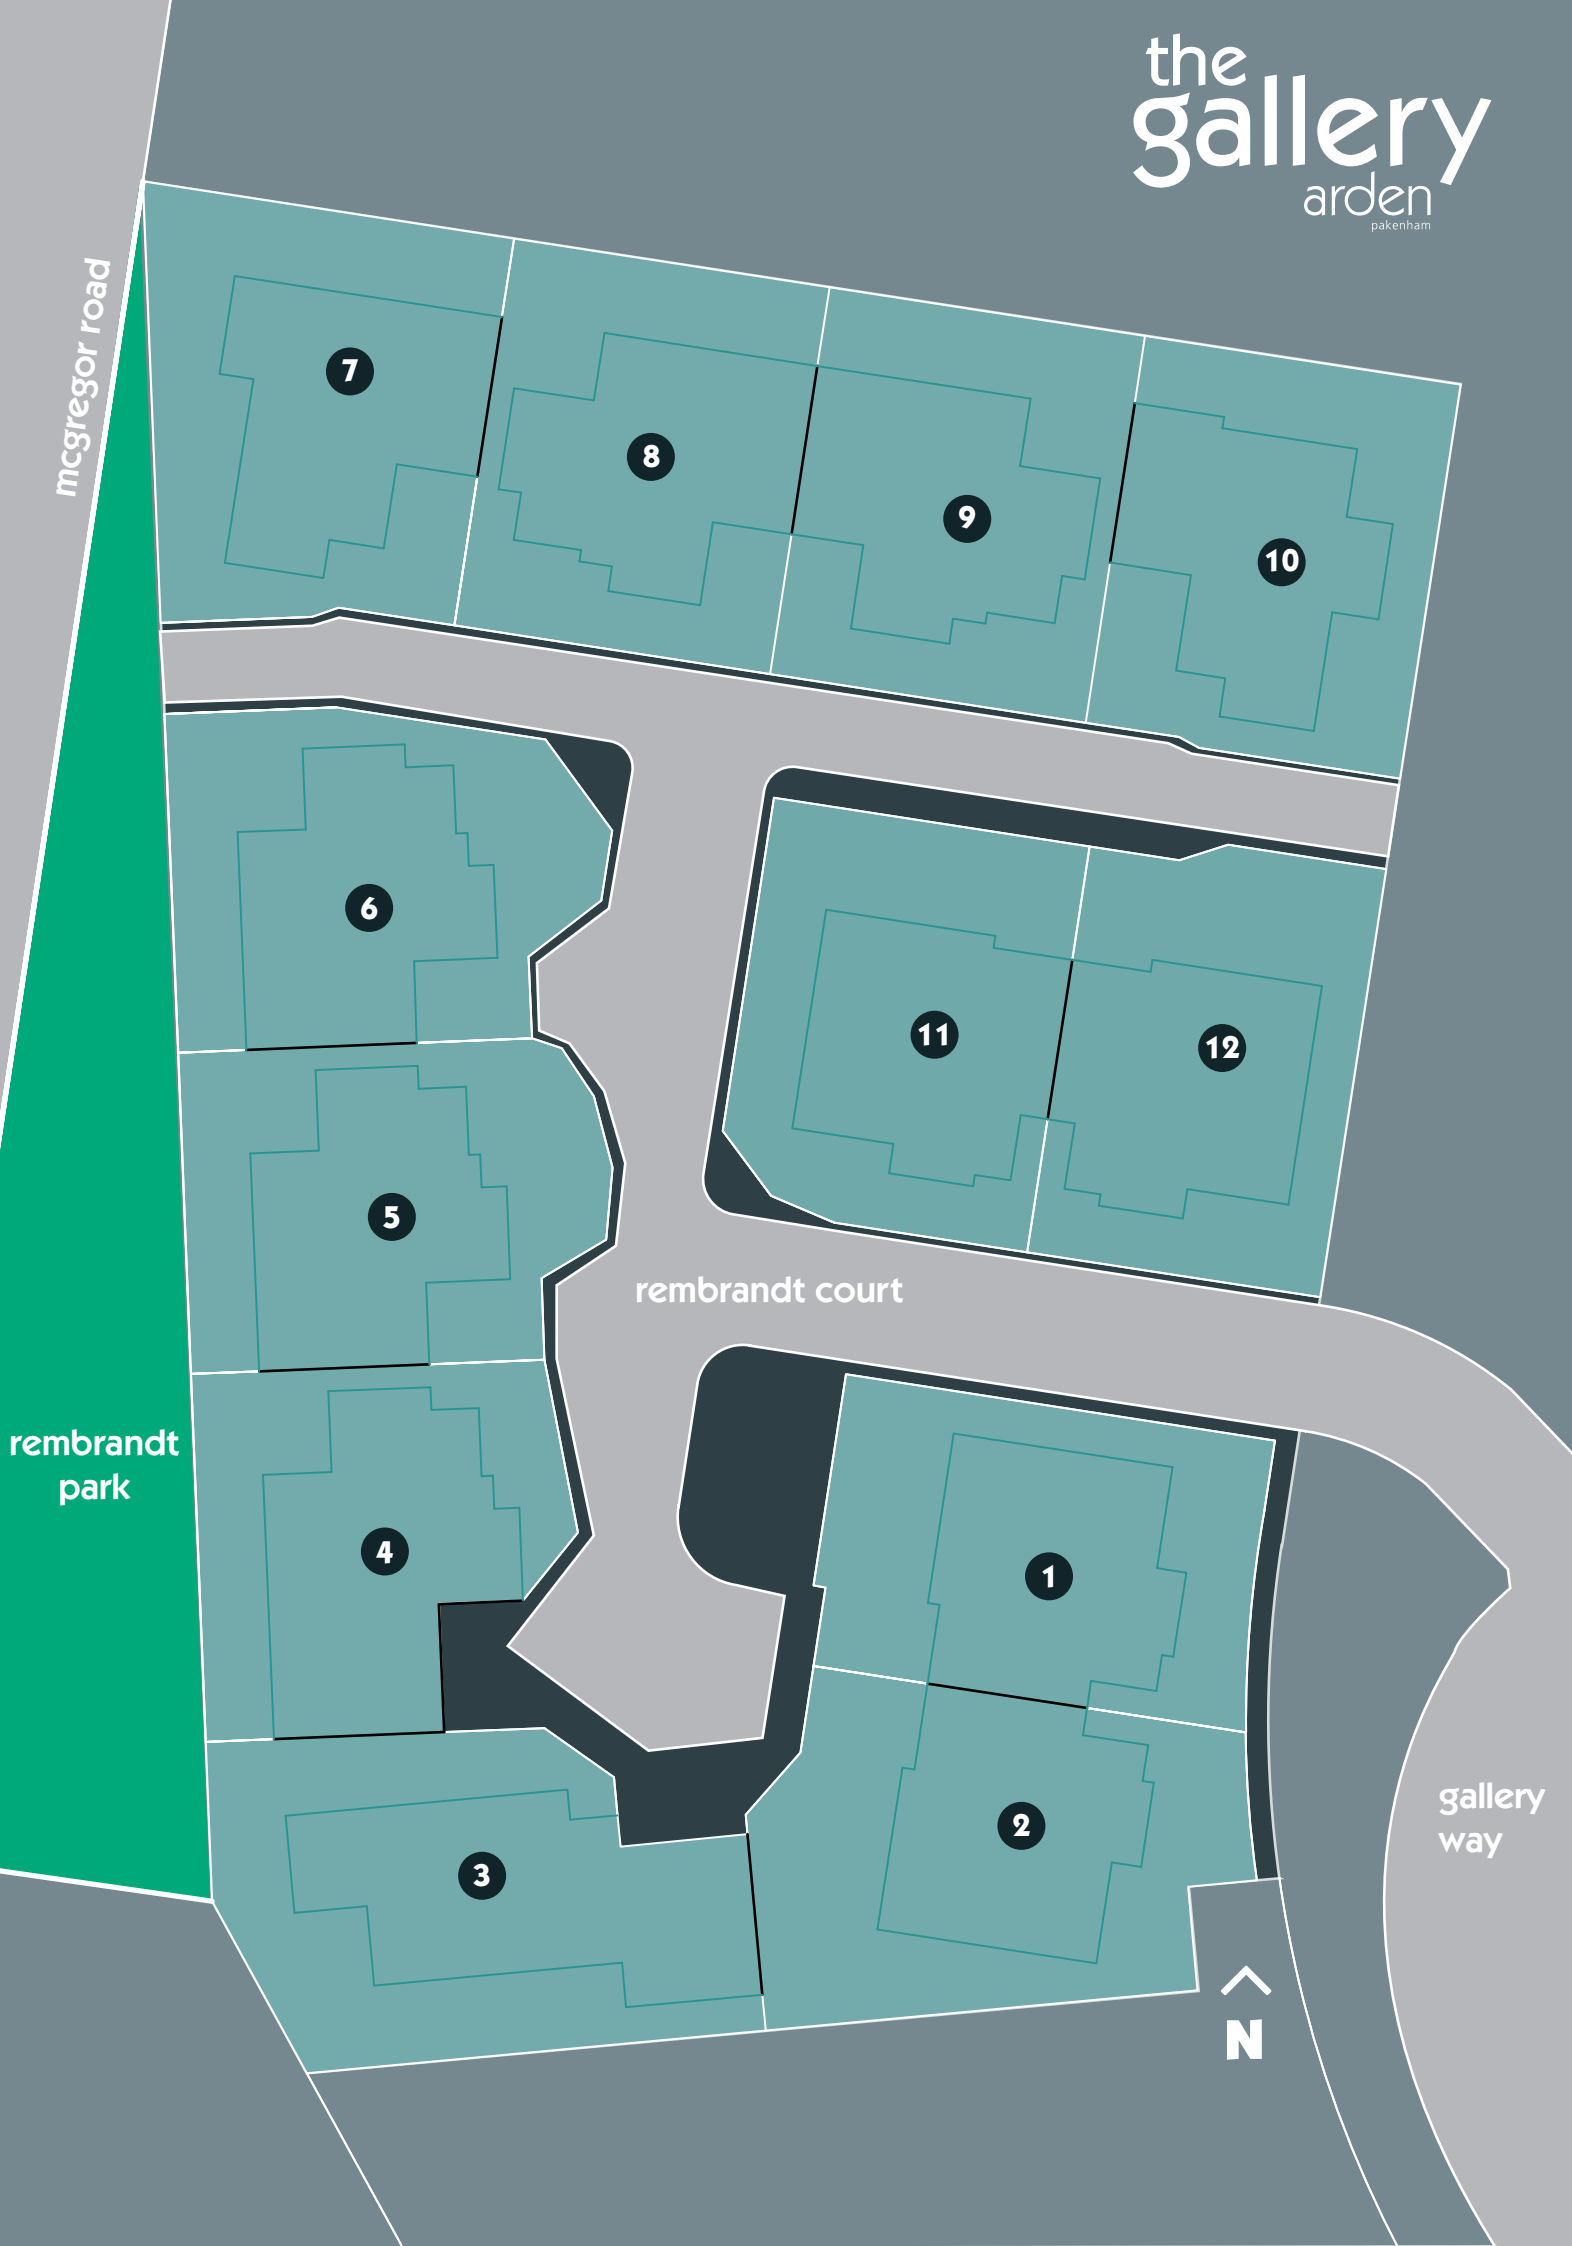 the
gallery
arden
pakenham
mcgregor road
7
8
9
10
6
11
12
5
rembrandt court
rembrandt
park
4
1
gallery
way
2
3
N